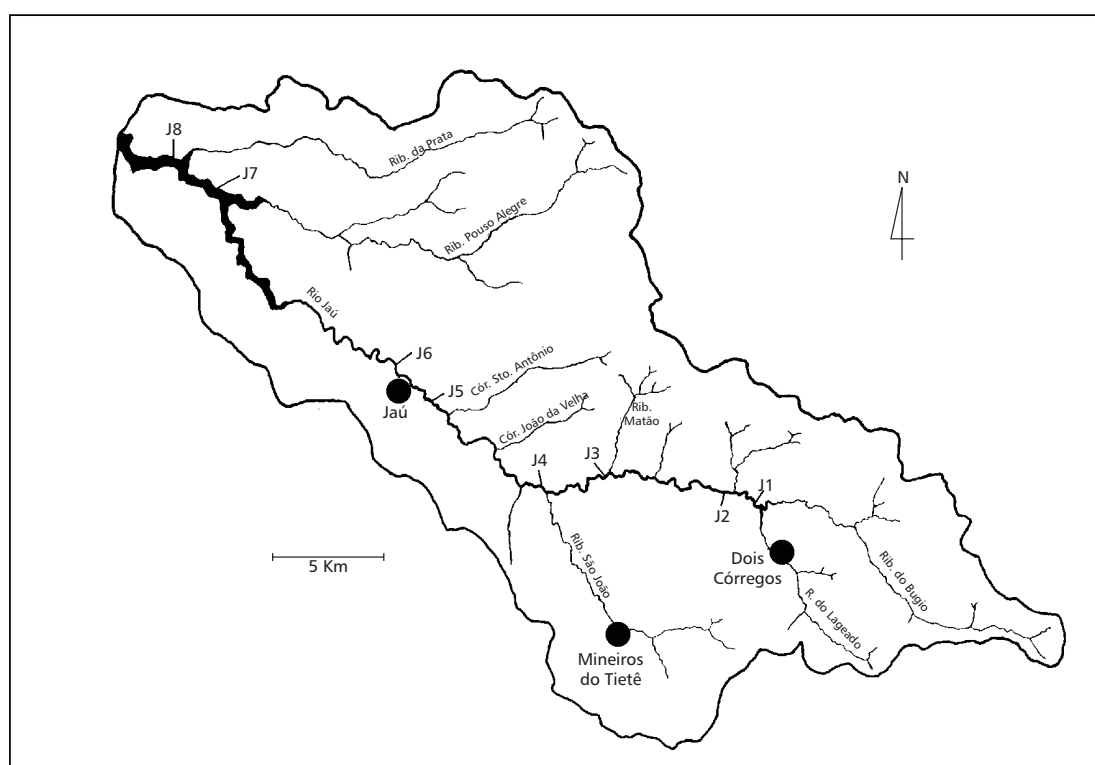 J8
Rib. da Prata
J7
N
Rib. Pouso Alegre
Rio Jaú
J6
Cór. Sto. Antônio
J5
Jaú
Cór. João da Velha
Rib.
Matão
J4
J3
J1
J2
5 Km
Rib. São João
Dois
Córregos
Rib. do Bugio
R. do Lageado
Mineiros
do Tietê